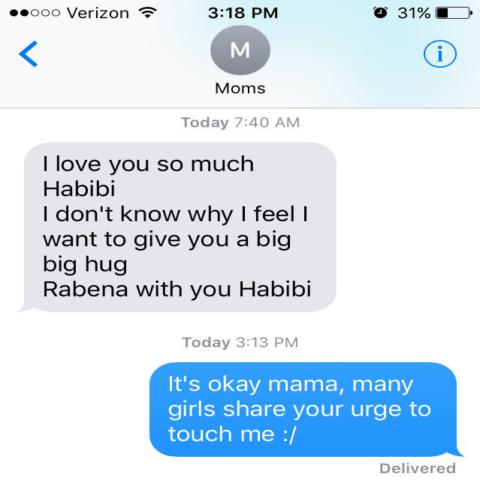 Verizon 3:18 PM 31%
M
Moms
Today 7:40 AM
I love you so much
Habibi
I don't know why I feel I
want to give you a big
big hug
Rabena with you Habibi
Today 3:13 PM
It's okay mama, many
girls share your urge to
touch me :/
Delivered